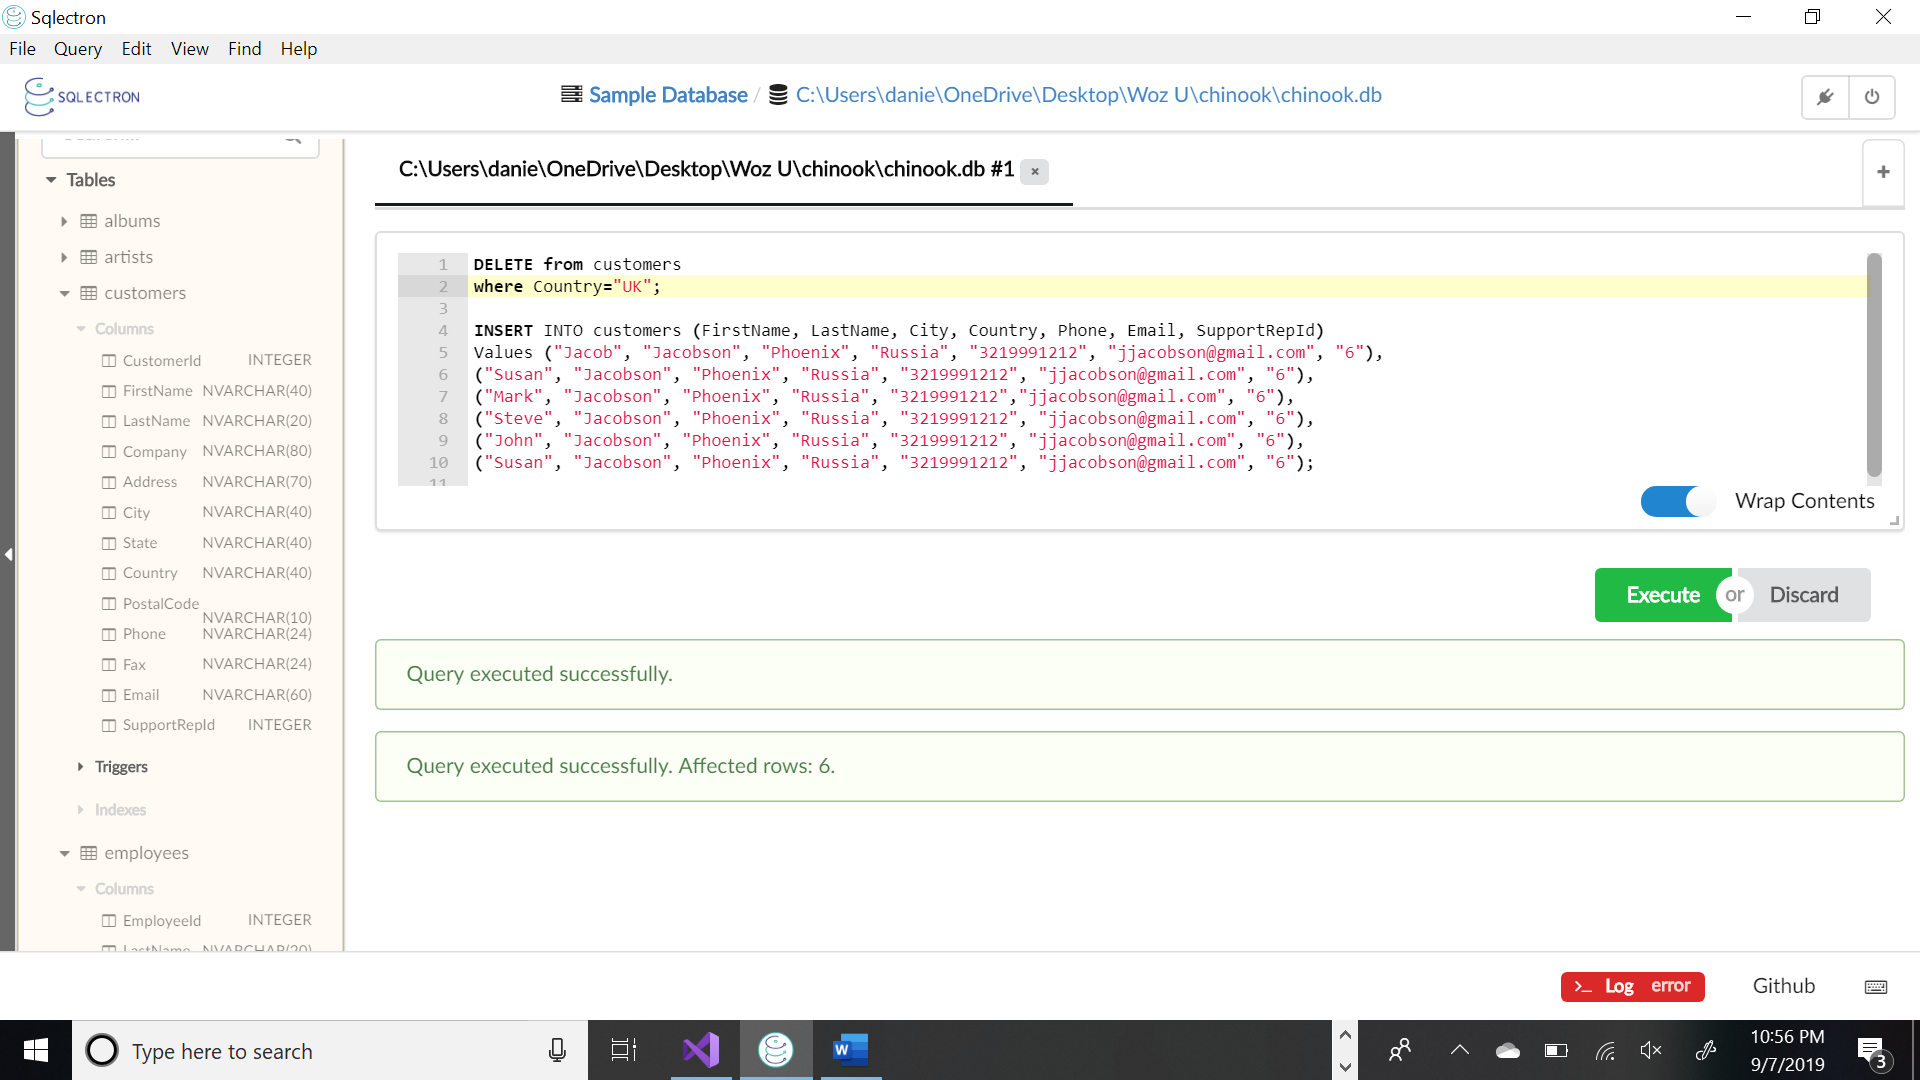 Sqlectron
File Query Edit View Find Help
SQLECTRON
Sample Database / C:\Users\danie\OneDrive\Desktop\Woz U\chinook\chinook.db
Tables
albums
artists
customers
Columns
CustomerId INTEGER
FirstName NVARCHAR(40)
LastName NVARCHAR(20)
Company NVARCHAR(80)
Address NVARCHAR(70)
City NVARCHAR(40)
State NVARCHAR(40)
Country NVARCHAR(40)
PostalCode NVARCHAR(10)
Phone NVARCHAR(24)
Fax NVARCHAR(24)
Email NVARCHAR(60)
SupportRepId INTEGER
Triggers
Indexes
employees
Columns
EmployeeId INTEGER
LastName NVARCHAR(20)
C:\Users\danie\OneDrive\Desktop\Woz U\chinook\chinook.db #1 ×
+
1 DELETE from customers
2 where Country="UK";
3
4 INSERT INTO customers (FirstName, LastName, City, Country, Phone, Email, SupportRepId)
5 Values ("Jacob", "Jacobson", "Phoenix", "Russia", "3219991212", "jjacobson@gmail.com", "6"),
6 ("Susan", "Jacobson", "Phoenix", "Russia", "3219991212", "jjacobson@gmail.com", "6"),
7 ("Mark", "Jacobson", "Phoenix", "Russia", "3219991212","jjacobson@gmail.com", "6"),
8 ("Steve", "Jacobson", "Phoenix", "Russia", "3219991212", "jjacobson@gmail.com", "6"),
9 ("John", "Jacobson", "Phoenix", "Russia", "3219991212", "jjacobson@gmail.com", "6"),
10 ("Susan", "Jacobson", "Phoenix", "Russia", "3219991212", "jjacobson@gmail.com", "6");
11
Wrap Contents
Execute or Discard
Query executed successfully.
Query executed successfully. Affected rows: 6.
>_ Log error Github
Type here to search
W
10:56 PM
9/7/2019
3